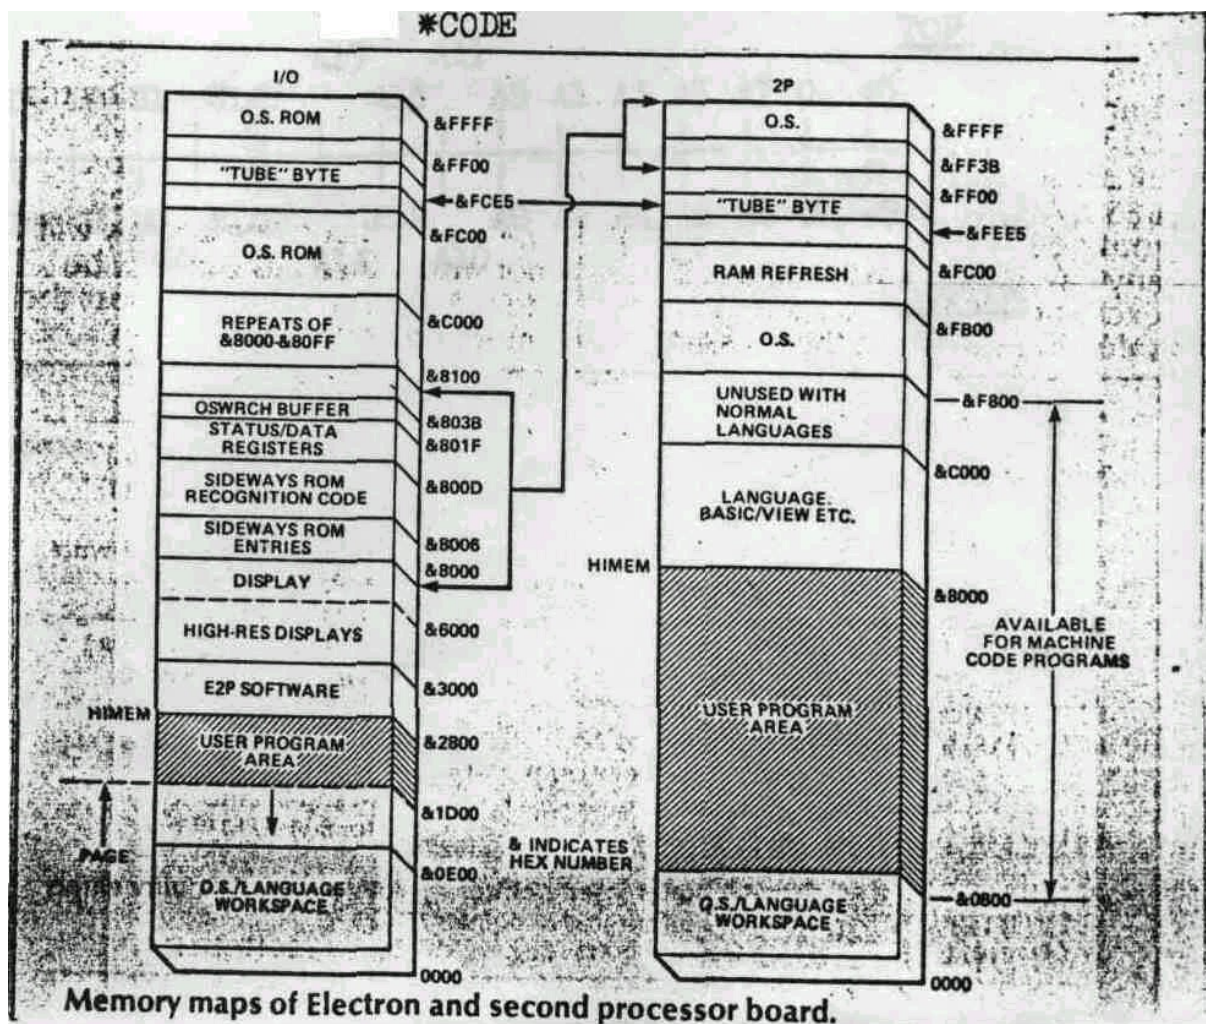 *CODE
I/O
O.S. ROM
&FFFF
&FF00
"TUBE" BYTE
&FCE5
&FC00
O.S. ROM
&C000
REPEATS OF
&8000-&80FF
&8100
OSWRCH BUFFER
&803B
STATUS/DATA
REGISTERS
&801F
SIDEWAYS ROM
RECOGNITION CODE
&800D
SIDEWAYS ROM
ENTRIES
&8006
&8000
DISPLAY
HIGH-RES DISPLAYS
&6000
E2P SOFTWARE
&3000
HIMEM
USER PROGRAM
AREA
&2800
&1D00
PAGE
&0E00
O.S./LANGUAGE
WORKSPACE
0000
& INDICATES
HEX NUMBER
2P
O.S.
&FFFF
&FF3B
&FF00
"TUBE" BYTE
&FEE5
RAM REFRESH
&FC00
&FB00
O.S.
UNUSED WITH
NORMAL
LANGUAGES
&F800
&C000
LANGUAGE.
BASIC/VIEW ETC.
HIMEM
&8000
AVAILABLE
FOR MACHINE
CODE PROGRAMS
USER PROGRAM
AREA
&0800
O.S./LANGUAGE
WORKSPACE
0000
Memory maps of Electron and second processor board.